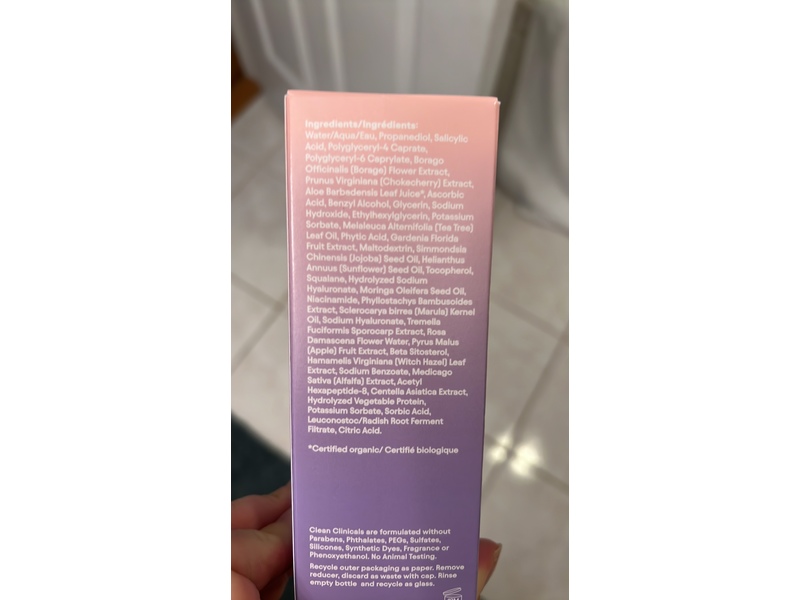 Ingredients/Ingrédients:
Water/Aqua/Eau, Propanediol, Salicylic
Acid, Polyglyceryl-4 Caprate,
Polyglyceryl-6 Caprylate, Borago
Officinalis (Borage) Flower Extract,
Prunus Virginiana (Chokecherry) Extract,
Aloe Barbadensis Leaf Juice*, Ascorbic
Acid, Benzyl Alcohol, Glycerin, Sodium
Hydroxide, Ethylhexylglycerin, Potassium
Sorbate, Melaleuca Alternifolia (Tea Tree)
Leaf Oil, Phytic Acid, Gardenia Florida
Fruit Extract, Maltodextrin, Simmondsia
Chinensis (Jojoba) Seed Oil, Helianthus
Annuus (Sunflower) Seed Oil, Tocopherol,
Squalane, Hydrolyzed Sodium
Hyaluronate, Moringa Oleifera Seed Oil,
Niacinamide, Phyllostachys Bambusoides
Extract, Sclerocarya birrea (Marula) Kernel
Oil, Sodium Hyaluronate, Tremella
Fuciformis Sporocarp Extract, Rosa
Damascena Flower Water, Pyrus Malus
(Apple) Fruit Extract, Beta Sitosterol,
Hamamelis Virginiana (Witch Hazel) Leaf
Extract, Sodium Benzoate, Medicago
Sativa (Alfalfa) Extract, Acetyl
Hexapeptide-8, Centella Asiatica Extract,
Hydrolyzed Vegetable Protein,
Potassium Sorbate, Sorbic Acid,
Leuconostoc/Radish Root Ferment
Filtrate, Citric Acid.
*Certified organic/ Certifié biologique
Clean Clinicals are formulated without
Parabens, Phthalates, PEGs, Sulfates,
Silicones, Synthetic Dyes, Fragrance or
Phenoxyethanol. No Animal Testing.
Recycle outer packaging as paper. Remove
reducer, discard as waste with cap. Rinse
empty bottle and recycle as glass.